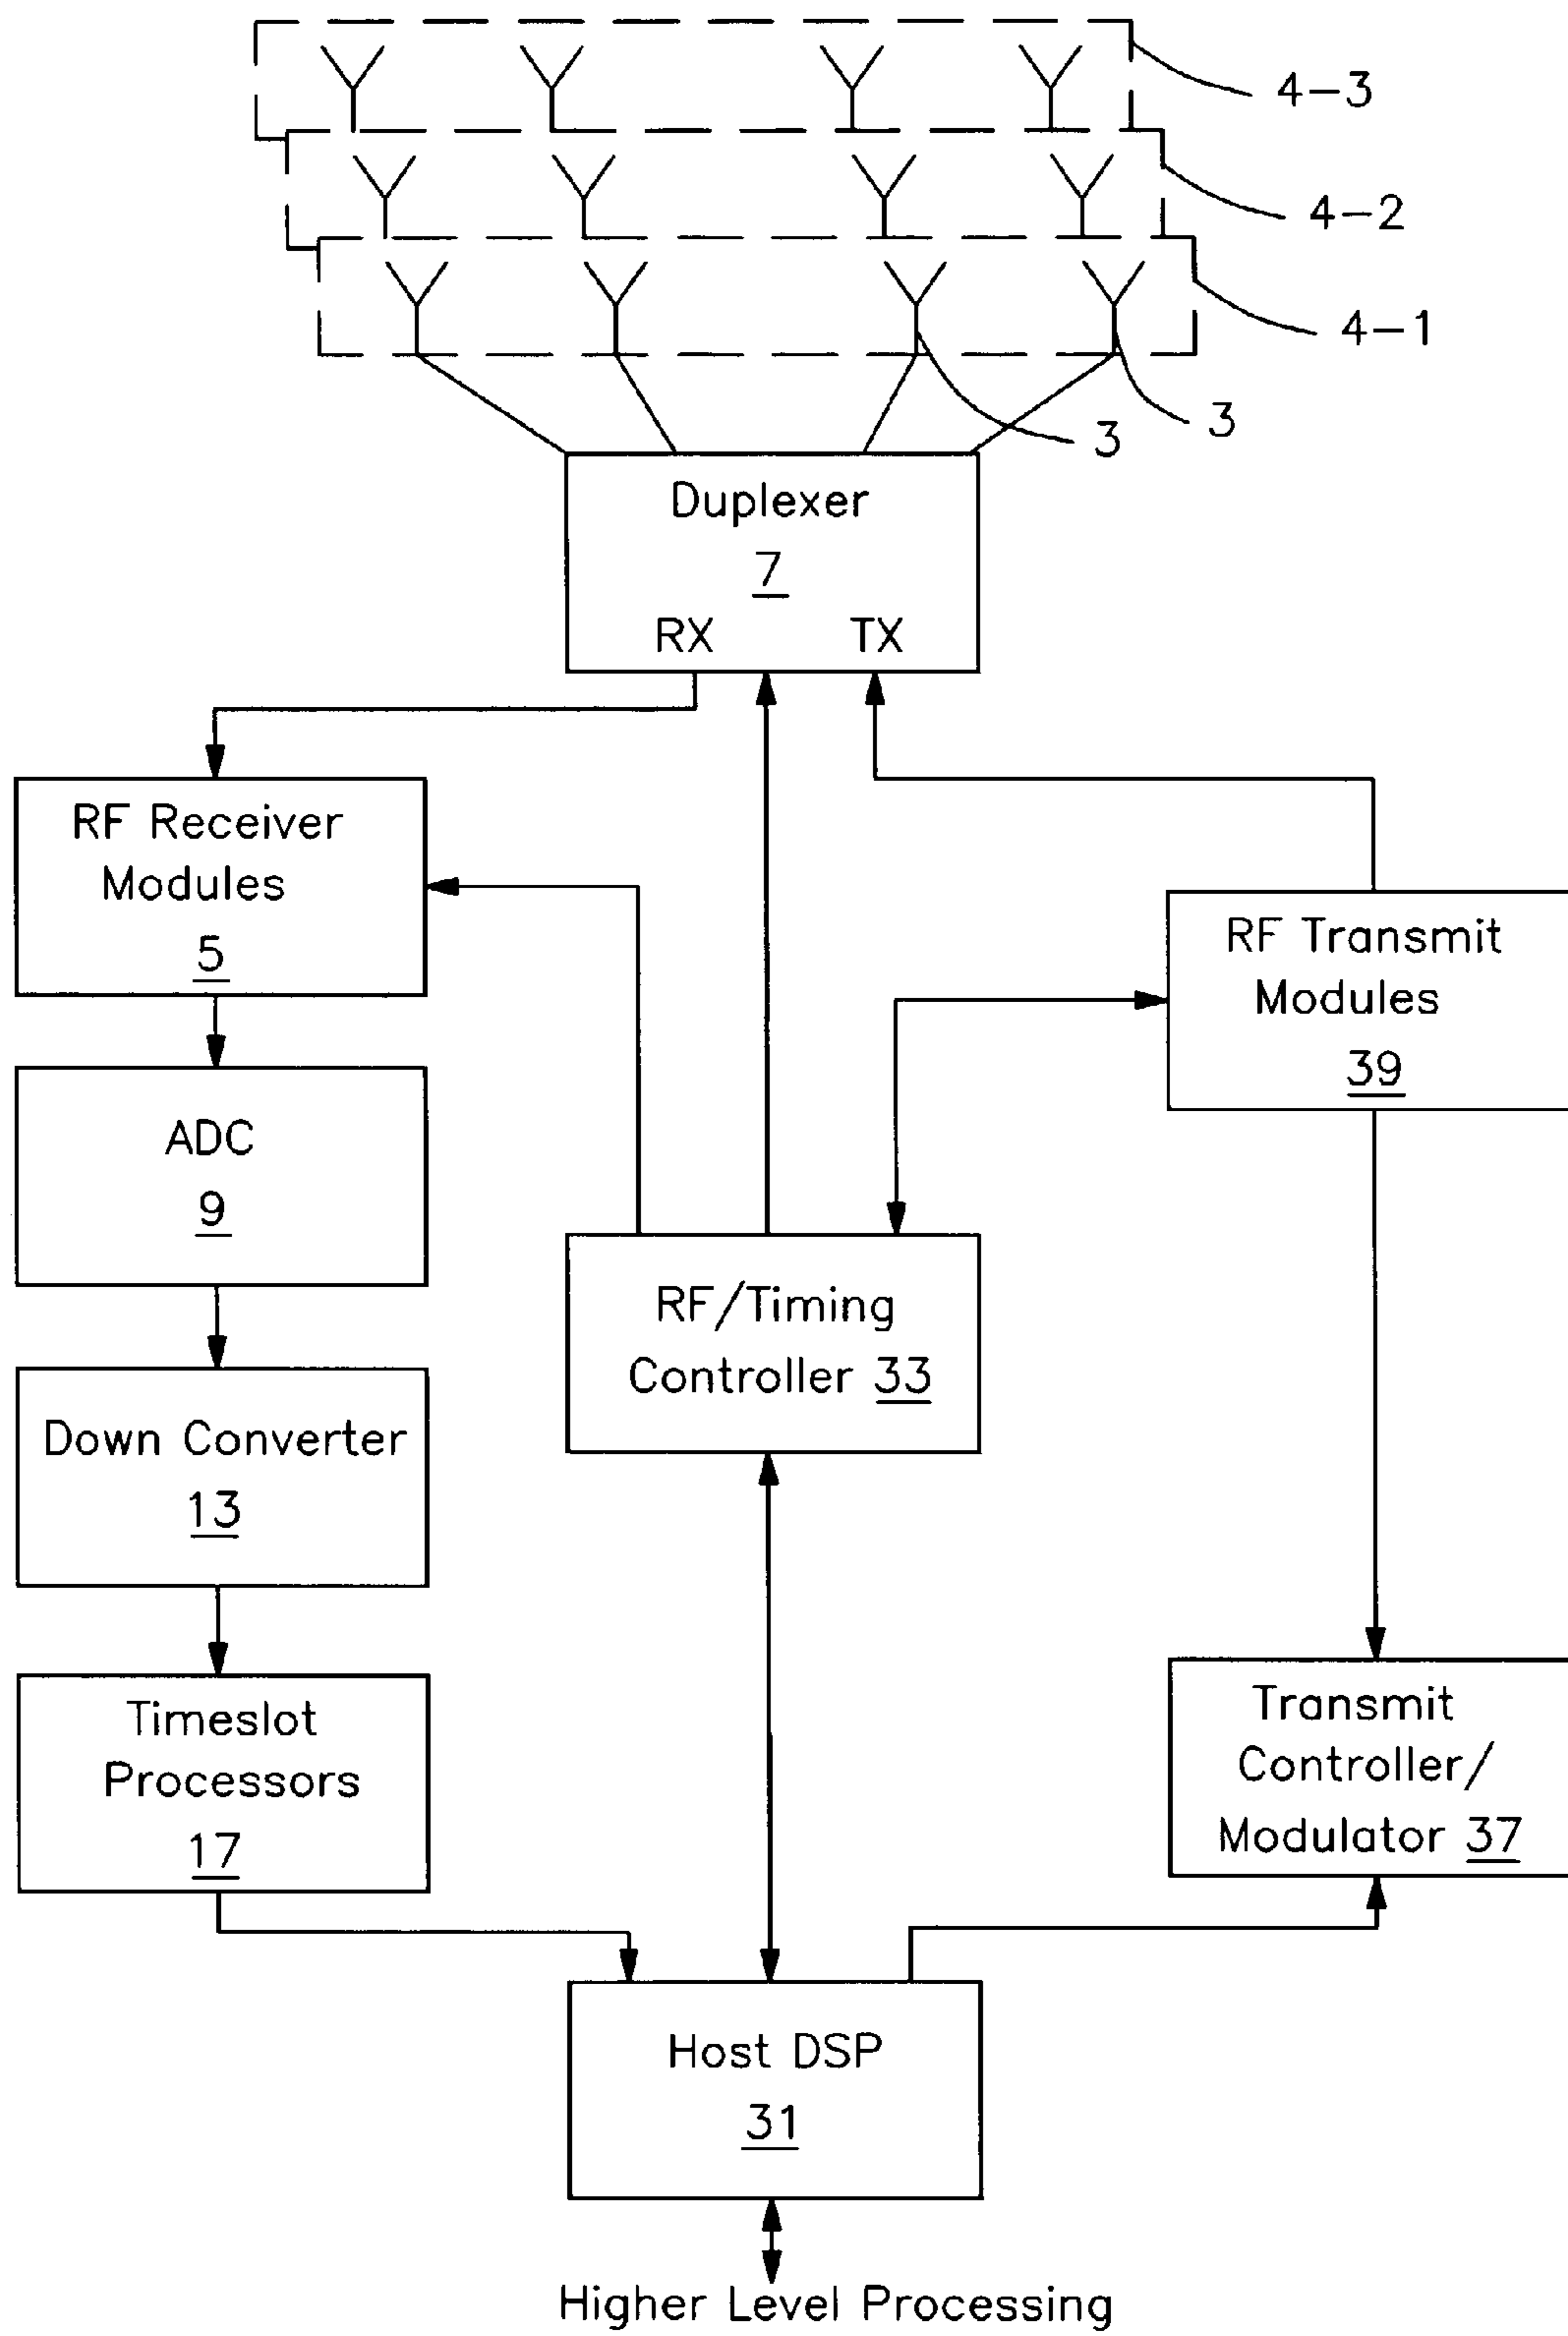 4-3
4-2
4-1
3
3
Duplexer
7
RX TX
RF Receiver
Modules
5
RF Transmit
Modules
39
ADC
9
RF/Timing
Controller 33
Down Converter
13
Timeslot
Processors
17
Transmit
Controller/
Modulator 37
Host DSP
31
Higher Level Processing